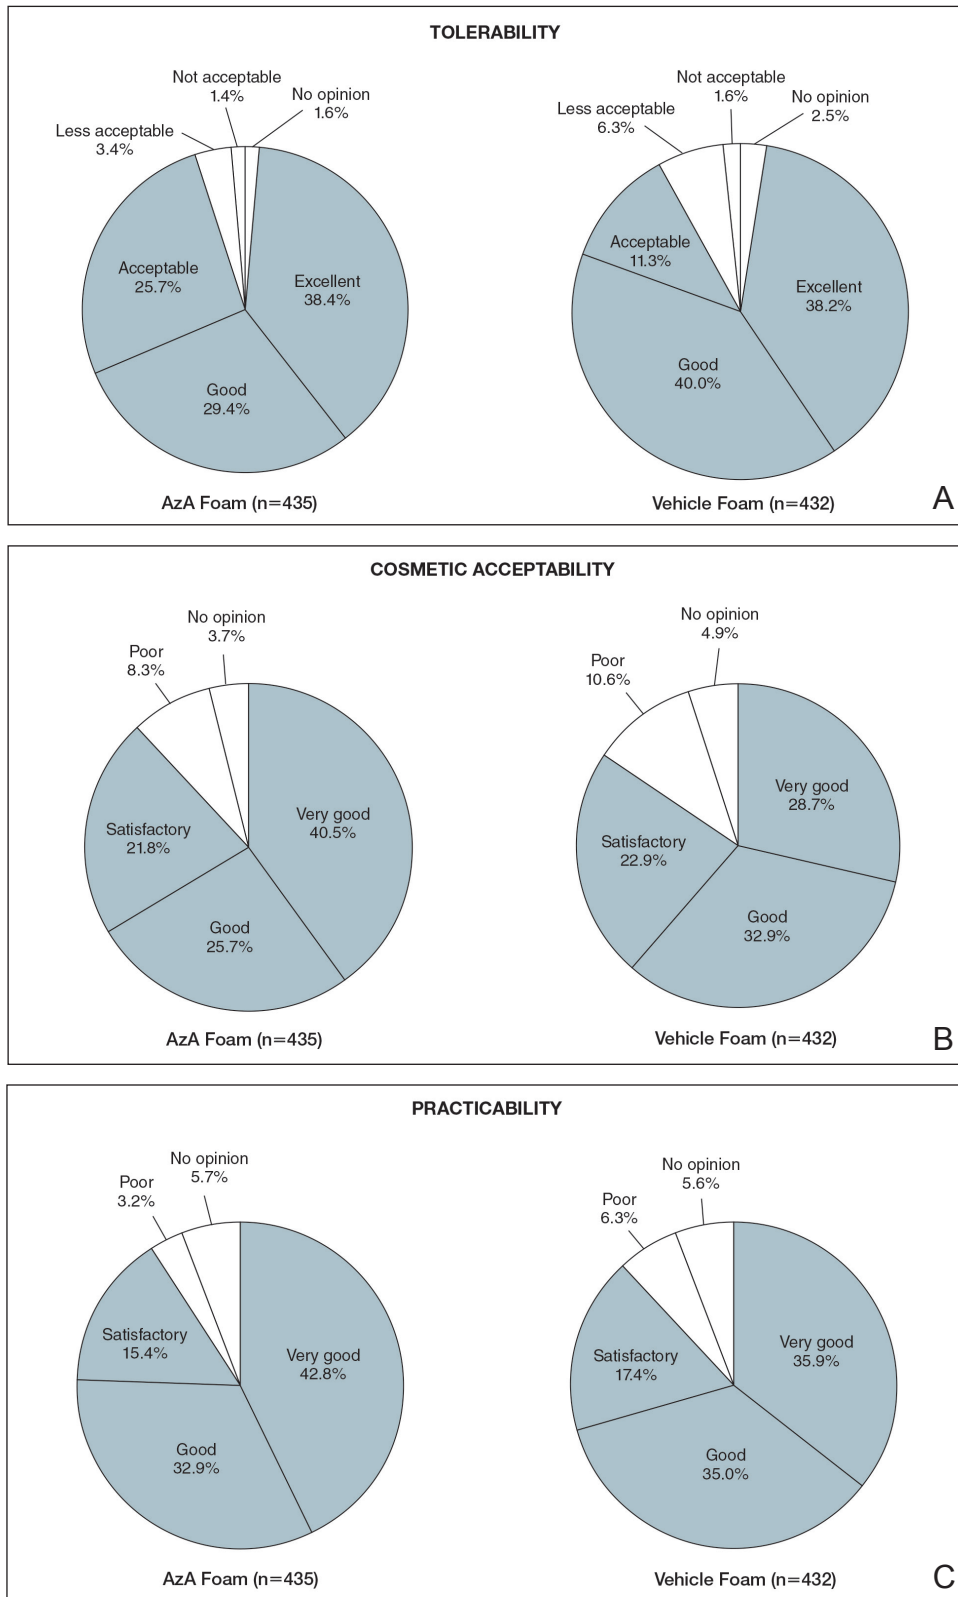 TOLERABILITY
Not acceptable
1.4%
No opinion
1.6%
Less acceptable
3.4%
Acceptable
25.7%
Excellent
38.4%
Good
29.4%
AzA Foam (n=435)
Not acceptable
1.6%
No opinion
2.5%
Less acceptable
6.3%
Acceptable
11.3%
Excellent
38.2%
Good
40.0%
Vehicle Foam (n=432)
A
COSMETIC ACCEPTABILITY
No opinion
3.7%
Poor
8.3%
Very good
40.5%
Satisfactory
21.8%
Good
25.7%
AzA Foam (n=435)
No opinion
4.9%
Poor
10.6%
Very good
28.7%
Satisfactory
22.9%
Good
32.9%
Vehicle Foam (n=432)
B
PRACTICABILITY
No opinion
5.7%
Poor
3.2%
Satisfactory
15.4%
Very good
42.8%
Good
32.9%
AzA Foam (n=435)
No opinion
5.6%
Poor
6.3%
Very good
35.9%
Satisfactory
17.4%
Good
35.0%
Vehicle Foam (n=432)
C